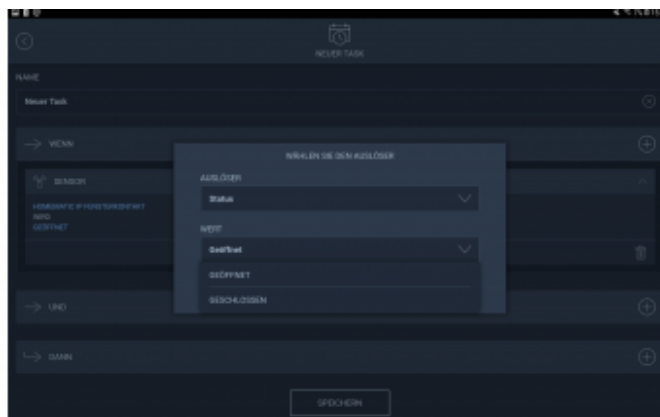 NEUER TASK
NAME
Neuer Task
WENN
WÄHLEN SIE DEN AUSLÖSER
SENSOR
AUSLÖSER
Status
HOMEMATIC IP FENSTERKONTAKT
INFO
GEÖFFNET
WERT
Geöffnet
GEÖFFNET
GESCHLOSSEN
UND
DANN
SPEICHERN